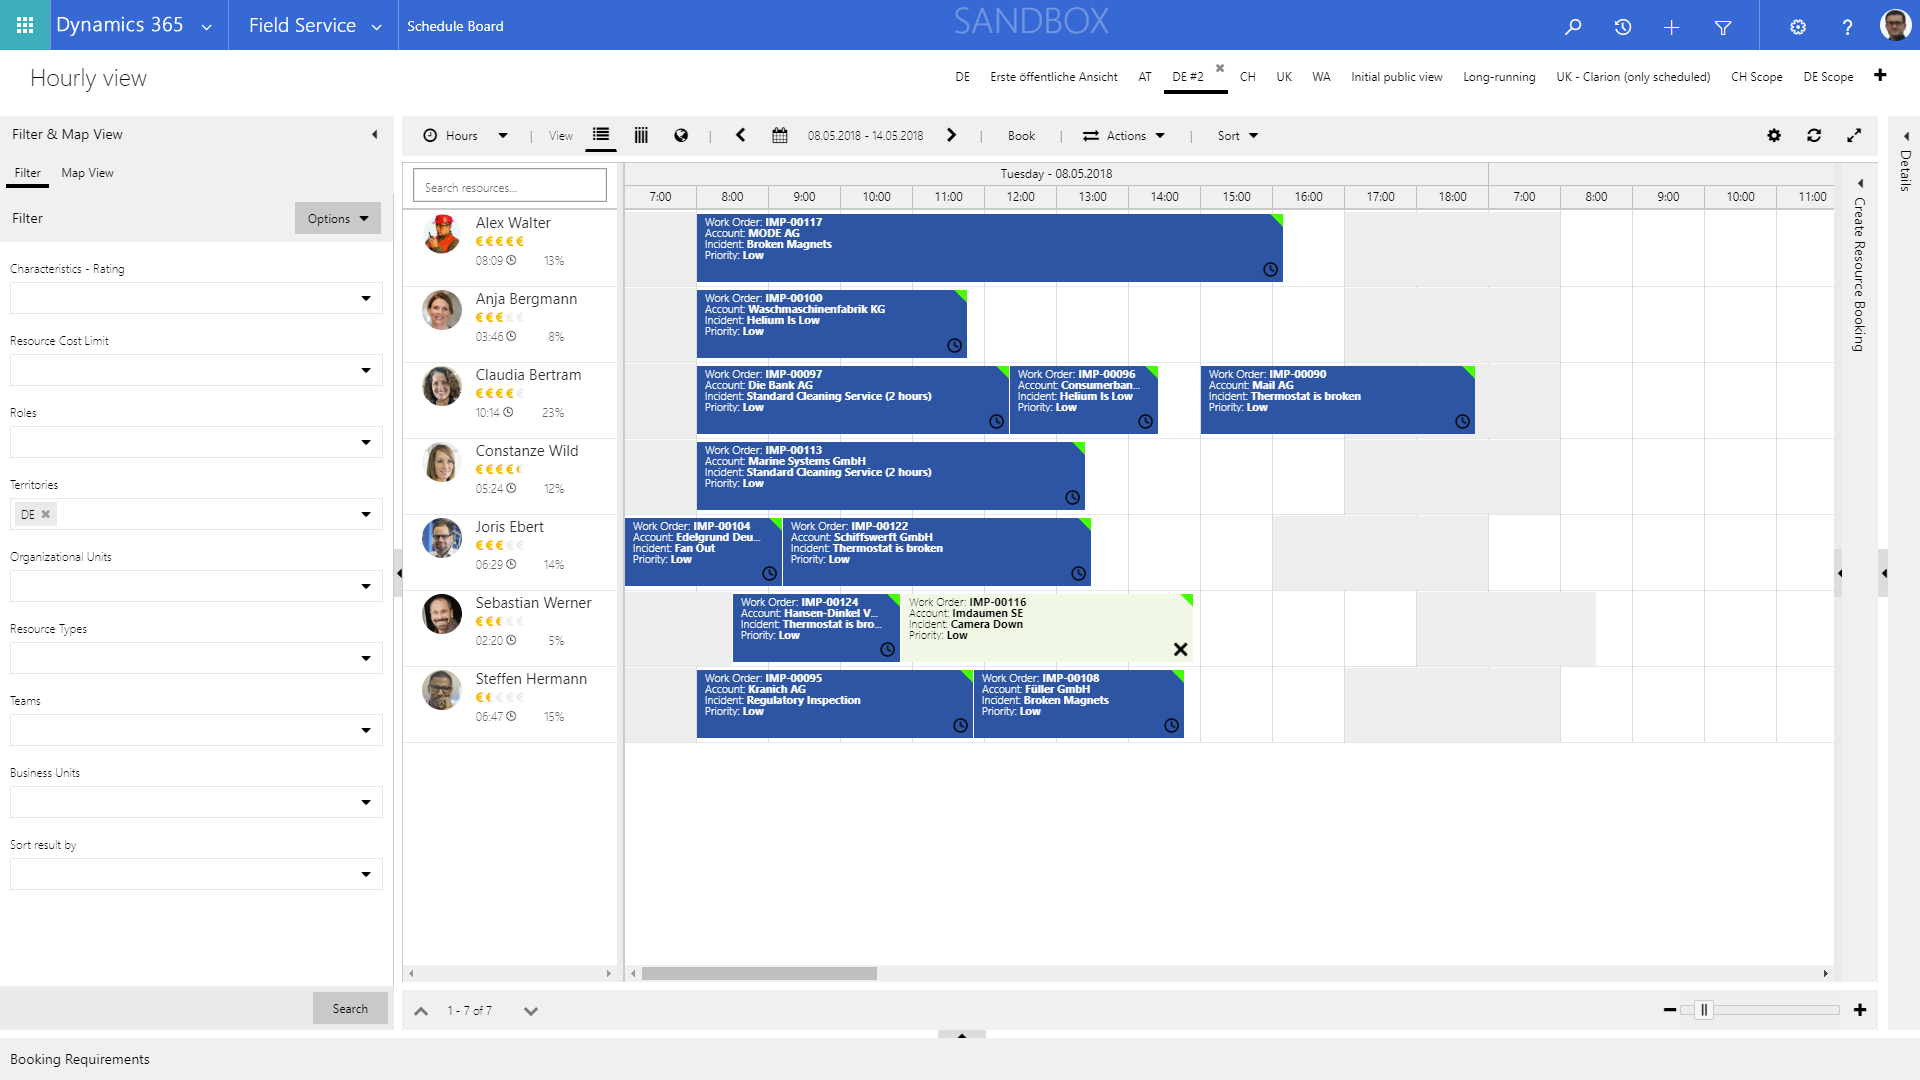 Dynamics 365
Field Service
Schedule Board
SANDBOX
?
Hourly view
DE
Erste öffentliche Ansicht
AT
DE #2
CH
UK
WA
Initial public view
Long-running
UK - Clarion (only scheduled)
CH Scope
DE Scope
Filter & Map View
Filter
Map View
Filter
Options
Characteristics - Rating
Resource Cost Limit
Roles
Territories
DE
Organizational Units
Resource Types
Teams
Business Units
Sort result by
Search
Hours
View
08.05.2018 - 14.05.2018
Book
Actions
Sort
Search resources...
Tuesday - 08.05.2018
7:00 8:00 9:00 10:00 11:00 12:00 13:00 14:00 15:00 16:00 17:00 18:00 7:00 8:00 9:00 10:00 11:00
Alex Walter
08:09 13%
Work Order: IMP-00117
Account: MODE AG
Incident: Broken Magnets
Priority: Low
Anja Bergmann
03:46 8%
Work Order: IMP-00100
Account: Waschmaschinenfabrik KG
Incident: Helium Is Low
Priority: Low
Claudia Bertram
10:14 23%
Work Order: IMP-00097
Account: Die Bank AG
Incident: Standard Cleaning Service (2 hours)
Priority: Low
Work Order: IMP-00096
Account: Consumerban...
Incident: Helium Is Low
Priority: Low
Work Order: IMP-00090
Account: Mail AG
Incident: Thermostat is broken
Priority: Low
Constanze Wild
05:24 12%
Work Order: IMP-00113
Account: Marine Systems GmbH
Incident: Standard Cleaning Service (2 hours)
Priority: Low
Joris Ebert
06:29 14%
Work Order: IMP-00104
Account: Edelgrund Deu...
Incident: Fan Out
Priority: Low
Work Order: IMP-00122
Account: Schiffswerft GmbH
Incident: Thermostat is broken
Priority: Low
Sebastian Werner
02:20 5%
Work Order: IMP-00124
Account: Hansen-Dinkel V...
Incident: Thermostat is bro...
Priority: Low
Work Order: IMP-00116
Account: Imdaumen SE
Incident: Camera Down
Priority: Low
Steffen Hermann
06:47 15%
Work Order: IMP-00095
Account: Kranich AG
Incident: Regulatory Inspection
Priority: Low
Work Order: IMP-00108
Account: Füller GmbH
Incident: Broken Magnets
Priority: Low
Create Resource Booking
Details
1 - 7 of 7
Booking Requirements